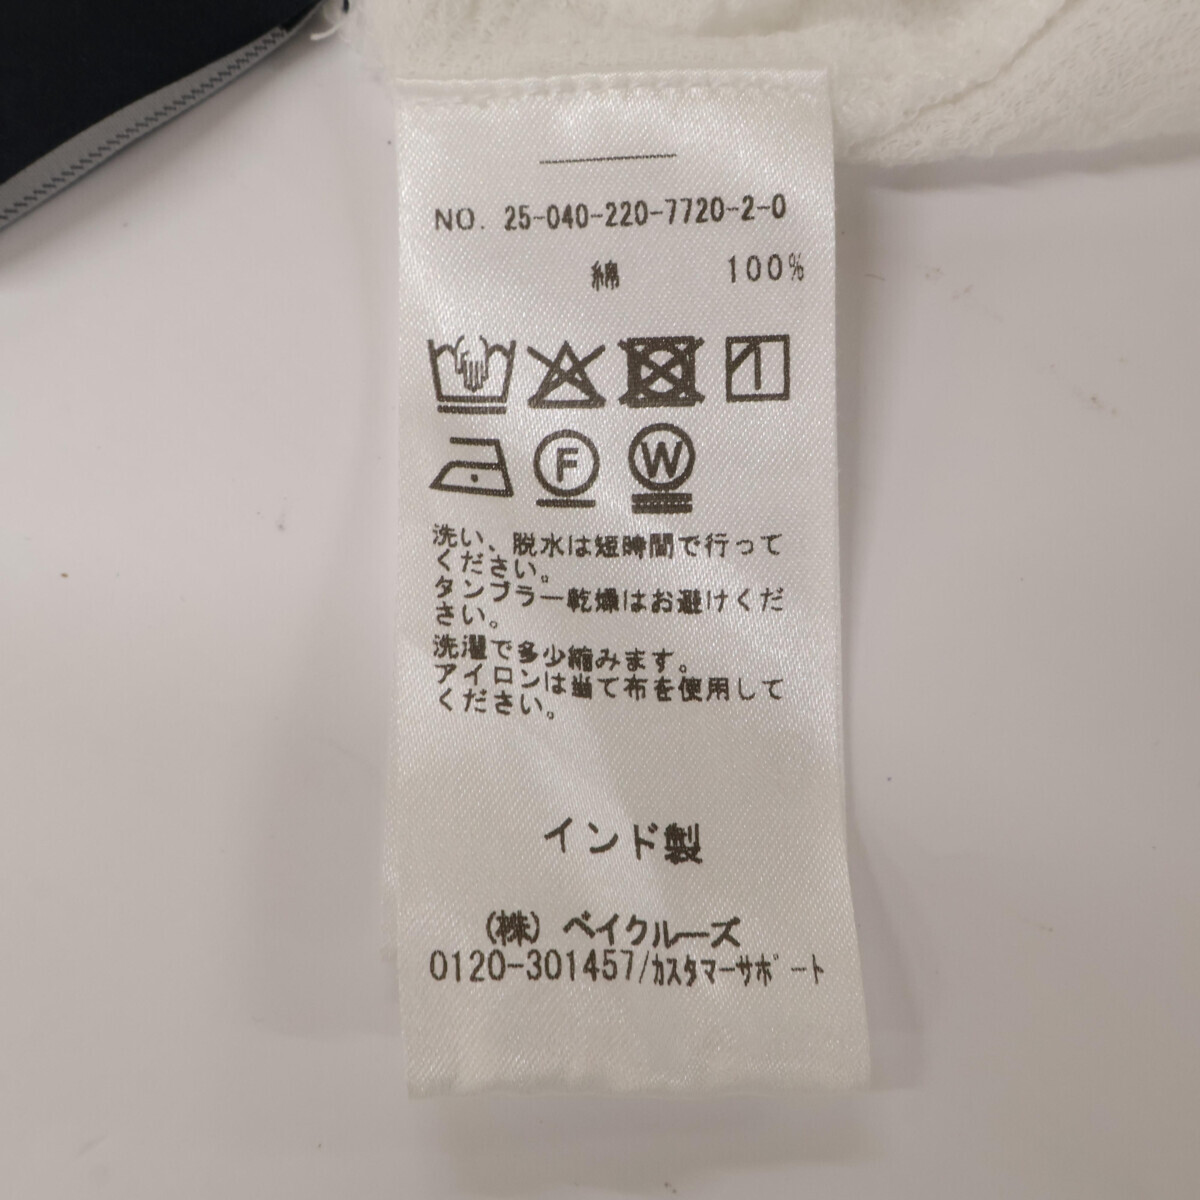 NO. 25-040-220-7720-2-0
綿 100%
F W
洗い、脱水は短時間で行って
ください。
タンブラー乾燥はお避けくだ
さい。
洗濯で多少縮みます。
アイロンは当て布を使用して
ください。
インド製
(株) ベイクルーズ
0120-301457/カスタマーサポート